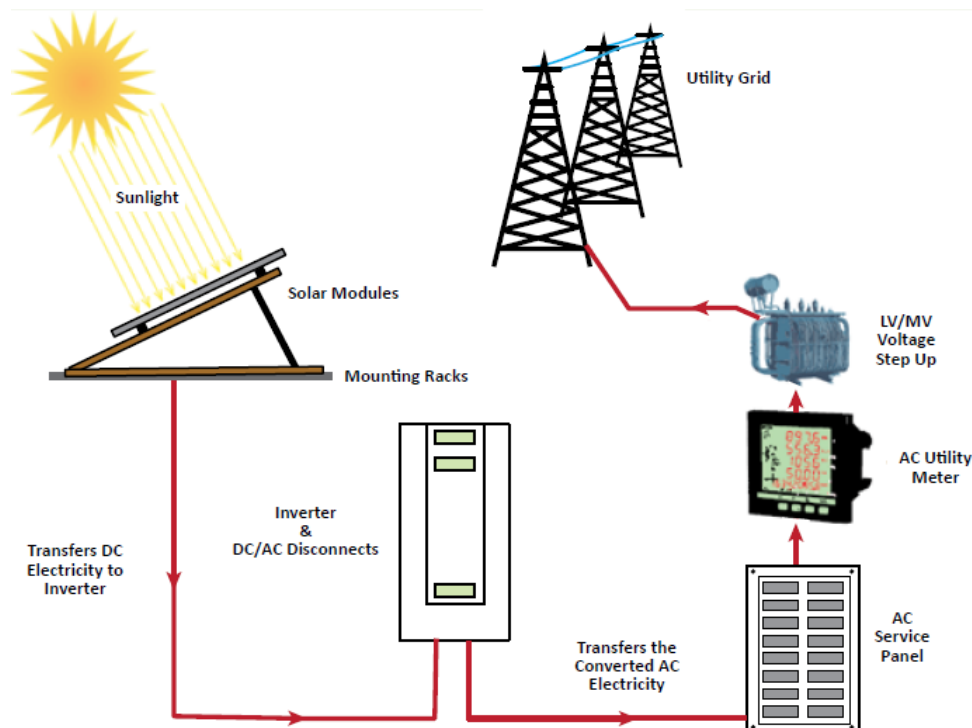 Utility Grid
Sunlight
Solar Modules
LV/MV
Voltage
Step Up
Mounting Racks
AC Utility
Meter
Inverter
&
DC/AC Disconnects
Transfers DC
Electricity to
Inverter
AC
Service
Panel
Transfers the
Converted AC
Electricity